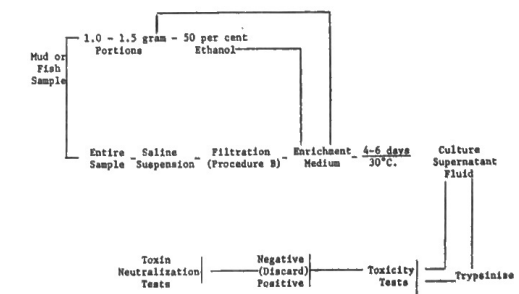 1.0 - 1.5 gram - 50 per cent
Portions Ethanol
Mud or
Fish
Sample
Entire Saline Filtration Enrichment 4-6 days Culture
Sample - Suspension - (Procedure B) - Medium - 30°C. Supernatant
Fluid
Toxin Negative
Neutralization (Discard) Toxicity
Tests Positive Tests Trypsinize